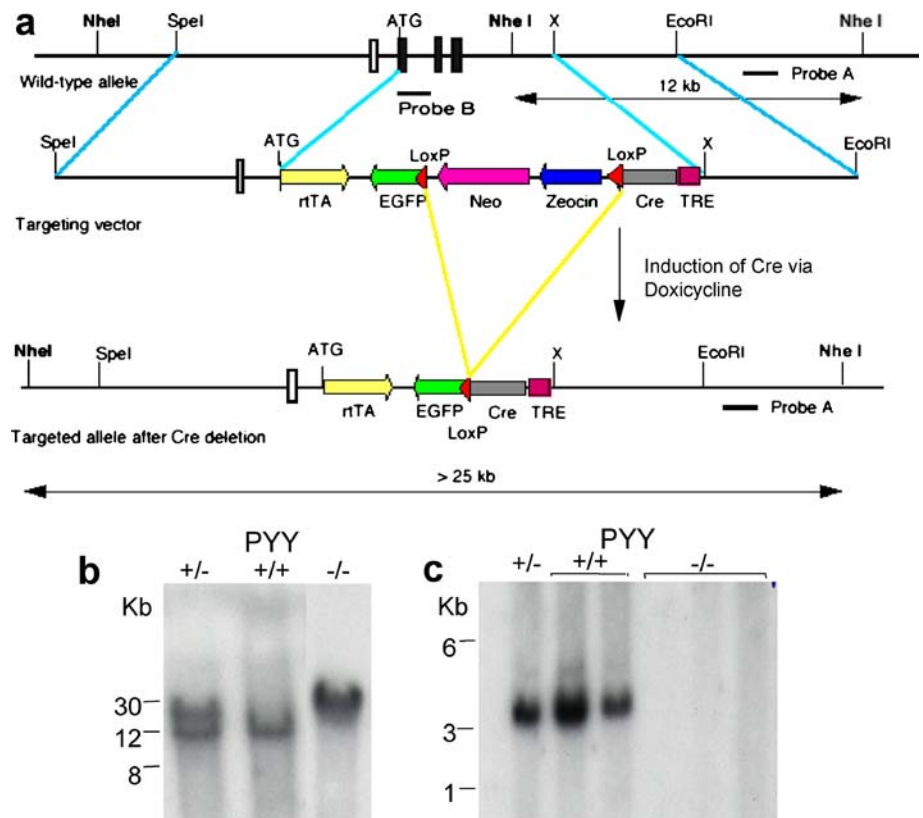 a
NheI SpeI ATG Nhe I X EcoRI Nhe I
Wild-type allele
Probe A
Probe B
12 kb
SpeI ATG LoxP LoxP X EcoRI
rtTA EGFP Neo Zeocin Cre TRE
Targeting vector
Induction of Cre via
Doxicycline
NheI SpeI ATG X EcoRI Nhe I
rtTA EGFP Cre TRE
LoxP
Probe A
Targeted allele after Cre deletion
> 25 kb
b
PYY
+/- +/+ -/-
Kb
30
12
8
c
PYY
+/- +/+ -/-
Kb
6
3
1